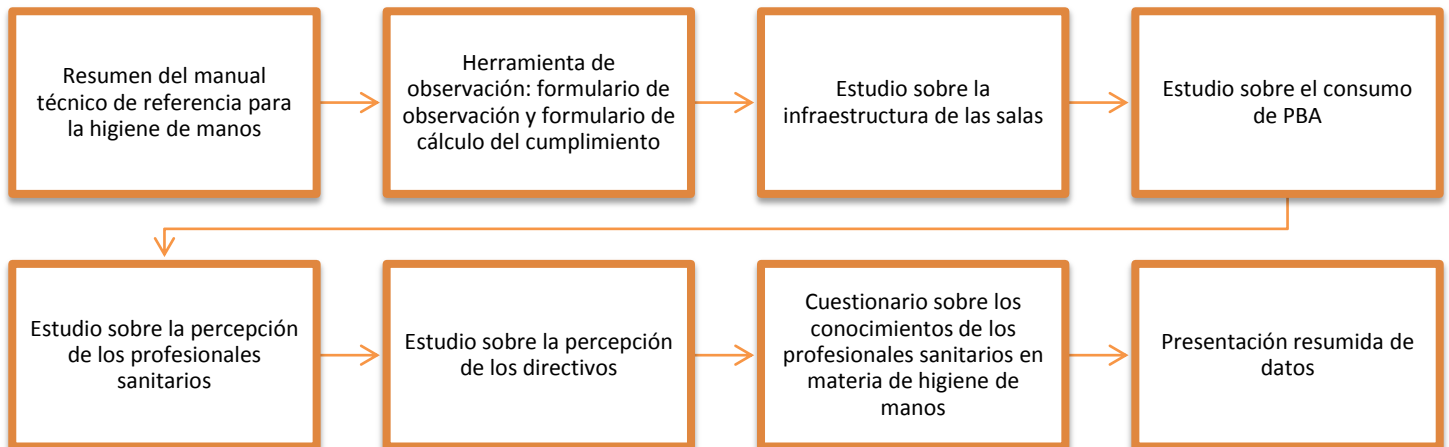 Resumen del manual
técnico de referencia para
la higiene de manos
Herramienta de
observación: formulario de
observación y formulario de
cálculo del cumplimiento
Estudio sobre la
infraestructura de las salas
Estudio sobre el consumo
de PBA
Estudio sobre la percepción
de los profesionales
sanitarios
Estudio sobre la percepción
de los directivos
Cuestionario sobre los
conocimientos de los
profesionales sanitarios en
materia de higiene de
manos
Presentación resumida de
datos